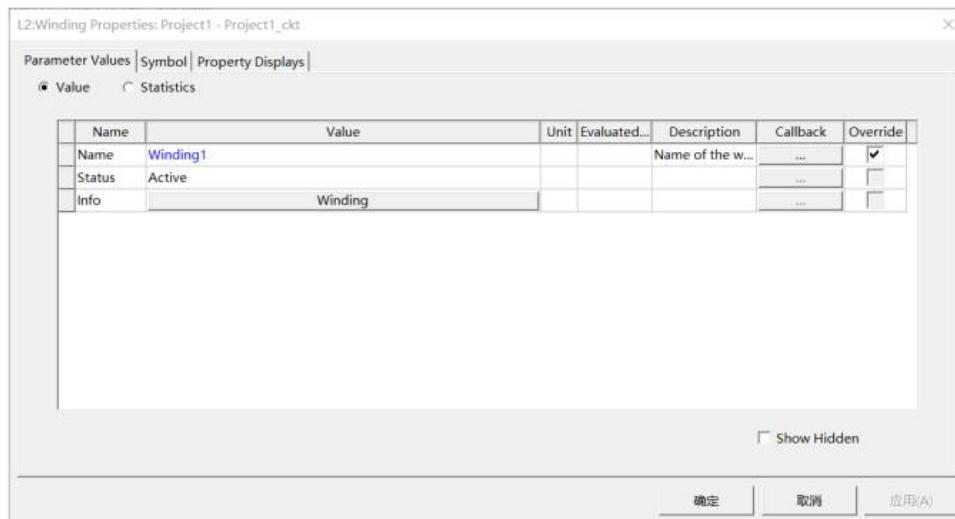 L2:Winding Properties: Project1 - Project1_ckt
Parameter Values Symbol Property Displays
Value Statistics
Name Value Unit Evaluated... Description Callback Override
Name Winding1 Name of the w... ...
Status Active ...
Info Winding ...
Show Hidden
确定 取消 应用(A)